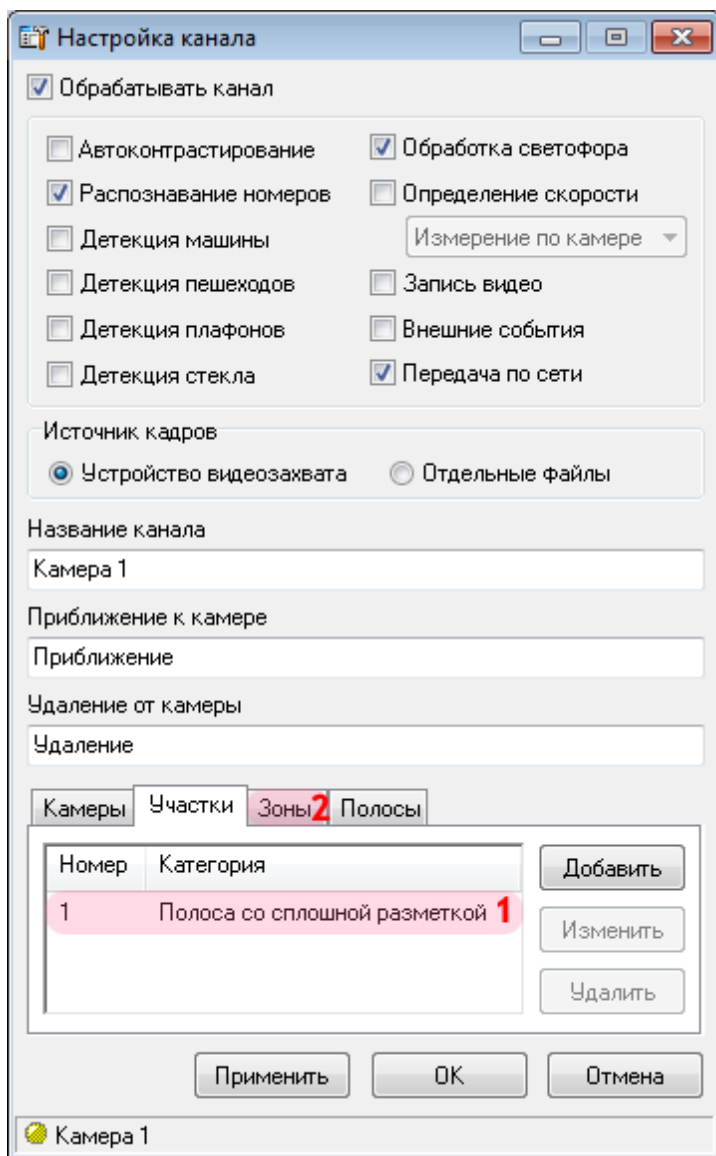 Настройка канала
Обрабатывать канал
Автоконтрастирование
Обработка светофора
Распознавание номеров
Определение скорости
Детекция машины
Измерение по камере
Детекция пешеходов
Запись видео
Детекция плафонов
Внешние события
Детекция стекла
Передача по сети
Источник кадров
Устройство видеозахвата
Отдельные файлы
Название канала
Камера 1
Приближение к камере
Приближение
Удаление от камеры
Удаление
Камеры Участки Зоны 2 Полосы
Номер Категория
Добавить
1 Полоса со сплошной разметкой 1
Изменить
Удалить
Применить OK Отмена
Камера 1